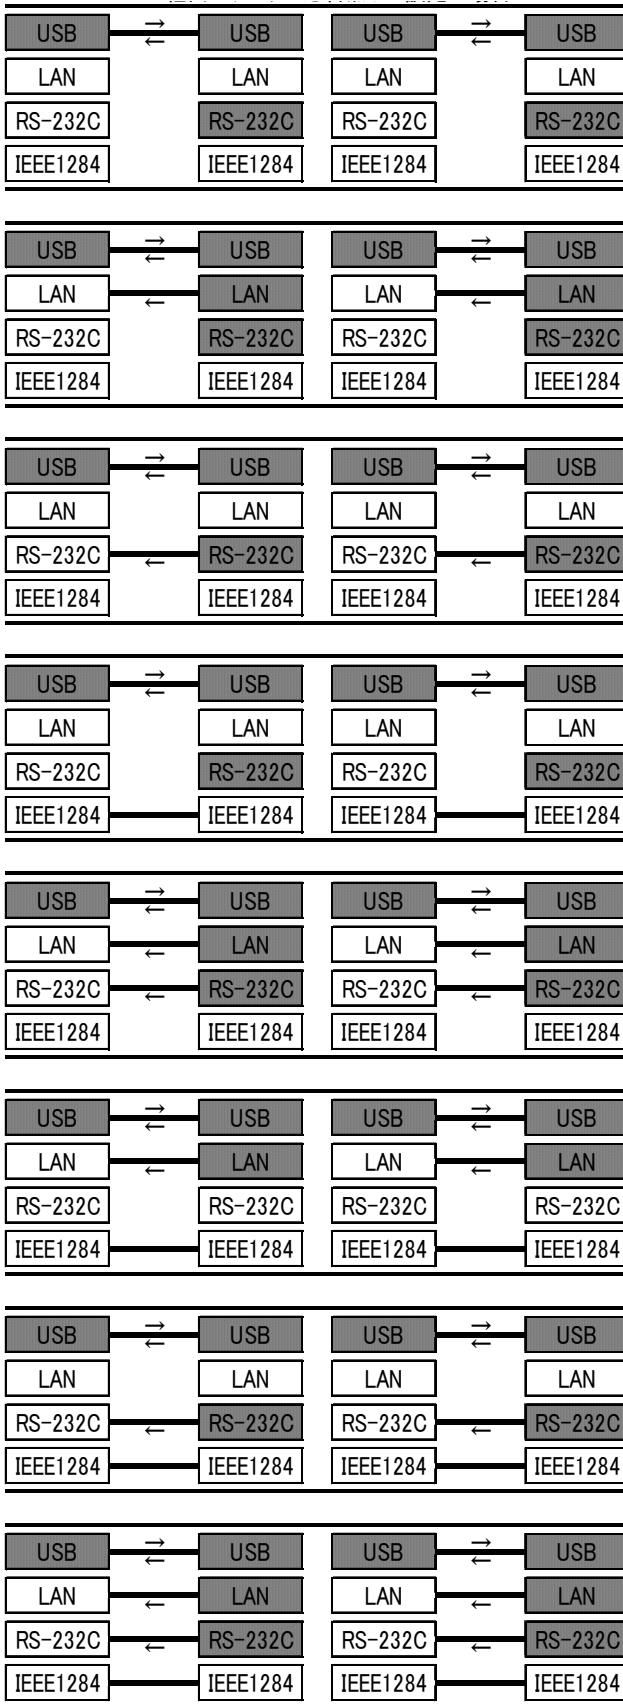 USB → ← USB USB → ← USB
LAN LAN LAN LAN
RS-232C RS-232C RS-232C RS-232C
IEEE1284 IEEE1284 IEEE1284 IEEE1284
USB → ← USB USB → ← USB
LAN ← LAN LAN ← LAN
RS-232C RS-232C RS-232C RS-232C
IEEE1284 IEEE1284 IEEE1284 IEEE1284
USB → ← USB USB → ← USB
LAN LAN LAN LAN
RS-232C ← RS-232C RS-232C ← RS-232C
IEEE1284 IEEE1284 IEEE1284 IEEE1284
USB → ← USB USB → ← USB
LAN LAN LAN LAN
RS-232C RS-232C RS-232C RS-232C
IEEE1284 IEEE1284 IEEE1284 IEEE1284
USB → ← USB USB → ← USB
LAN ← LAN LAN ← LAN
RS-232C ← RS-232C RS-232C ← RS-232C
IEEE1284 IEEE1284 IEEE1284 IEEE1284
USB → ← USB USB → ← USB
LAN ← LAN LAN ← LAN
RS-232C RS-232C RS-232C RS-232C
IEEE1284 IEEE1284 IEEE1284 IEEE1284
USB → ← USB USB → ← USB
LAN LAN LAN LAN
RS-232C ← RS-232C RS-232C ← RS-232C
IEEE1284 IEEE1284 IEEE1284 IEEE1284
USB → ← USB USB → ← USB
LAN ← LAN LAN ← LAN
RS-232C ← RS-232C RS-232C ← RS-232C
IEEE1284 IEEE1284 IEEE1284 IEEE1284